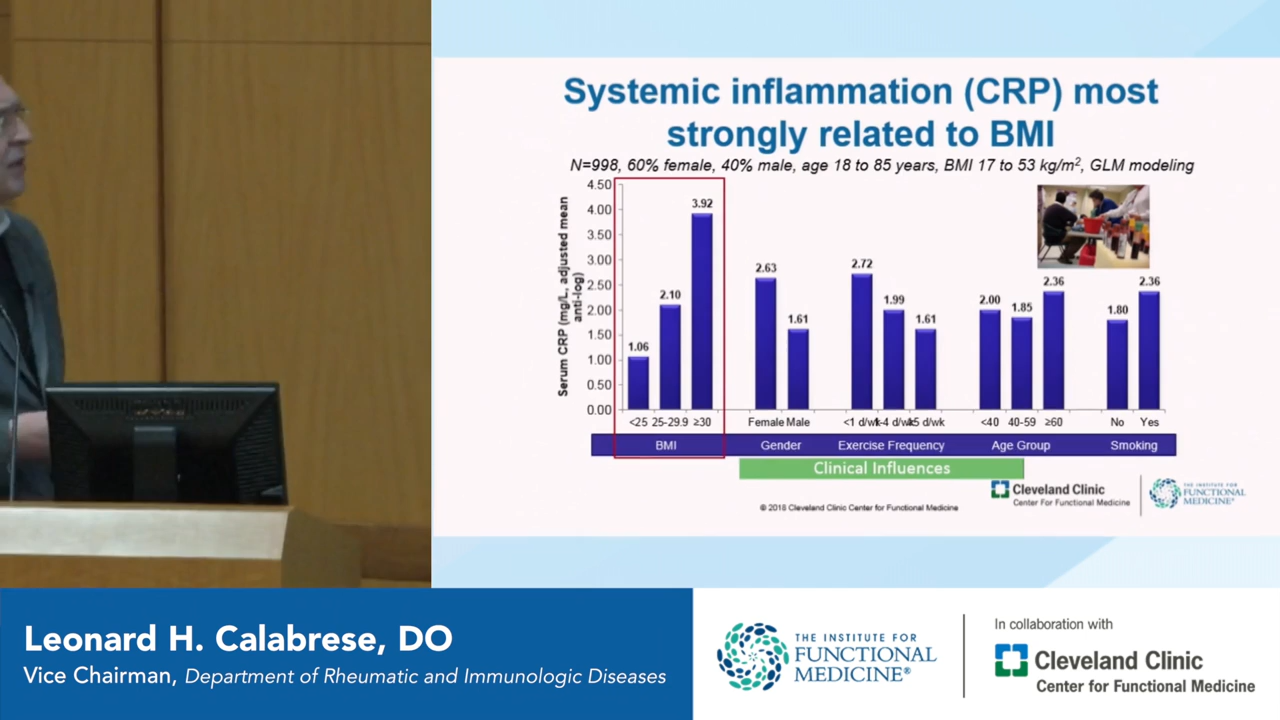 Systemic inflammation (CRP) most
strongly related to BMI
N=998, 60% female, 40% male, age 18 to 85 years, BMI 17 to 53 kg/m², GLM modeling
Serum CRP (mg/L, adjusted mean
anti-log)
4.50
4.00
3.50
3.00
2.50
2.00
1.50
1.00
0.50
0.00
1.06
2.10
3.92
2.63
1.61
2.72
1.99
1.61
2.00
1.85
2.36
1.80
2.36
<25 25-29.9 ≥30
Female Male
<1 d/wk 1-4 d/wk ≥5 d/wk
<40 40-59 ≥60
No Yes
BMI Gender Exercise Frequency Age Group Smoking
Clinical Influences
Cleveland Clinic
Center For Functional Medicine
THE INSTITUTE FOR
FUNCTIONAL
MEDICINE®
© 2018 Cleveland Clinic Center for Functional Medicine
Leonard H. Calabrese, DO
Vice Chairman, Department of Rheumatic and Immunologic Diseases
THE INSTITUTE FOR
FUNCTIONAL
MEDICINE®
In collaboration with
Cleveland Clinic
Center for Functional Medicine